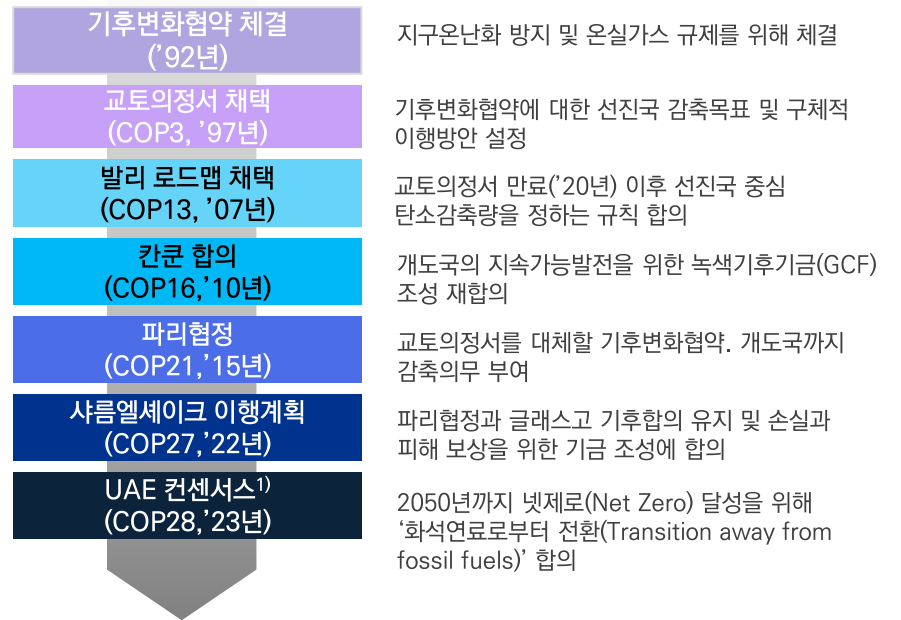 기후변화협약 체결
(’92년)
지구온난화 방지 및 온실가스 규제를 위해 체결
교토의정서 채택
(COP3, ’97년)
기후변화협약에 대한 선진국 감축목표 및 구체적
이행방안 설정
발리 로드맵 채택
(COP13, ’07년)
교토의정서 만료(’20년) 이후 선진국 중심
탄소감축량을 정하는 규칙 합의
칸쿤 합의
(COP16,’10년)
개도국의 지속가능발전을 위한 녹색기후기금(GCF)
조성 재합의
파리협정
(COP21,’15년)
교토의정서를 대체할 기후변화협약. 개도국까지
감축의무 부여
샤름엘셰이크 이행계획
(COP27,’22년)
파리협정과 글래스고 기후합의 유지 및 손실과
피해 보상을 위한 기금 조성에 합의
UAE 컨센서스1)
(COP28,’23년)
2050년까지 넷제로(Net Zero) 달성을 위해
‘화석연료로부터 전환(Transition away from
fossil fuels)’ 합의